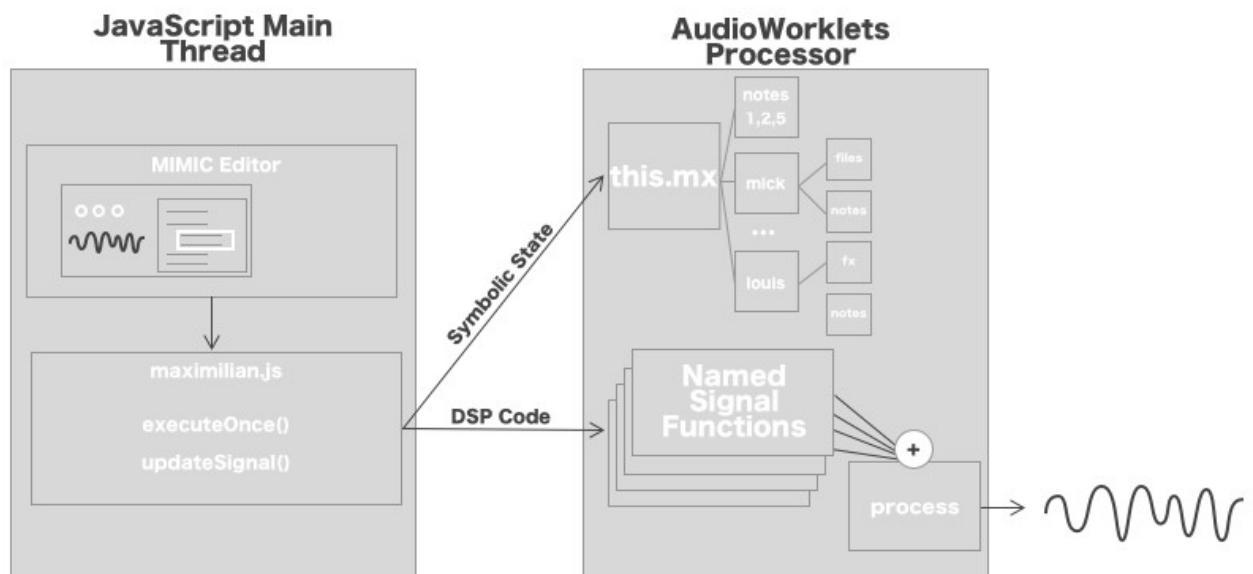 JavaScript Main
Thread
AudioWorklets
Processor
MIMIC Editor
maximilian.js
executeOnce()
updateSignal()
Symbolic State
DSP Code
this.mx
notes
1,2,5
mick
...
louis
files
notes
fx
notes
Named
Signal
Functions
+
process